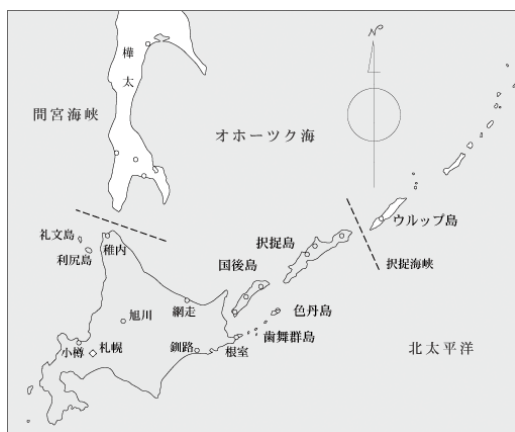 N
樺太
間宮海峡
オホーツク海
ウルップ島
礼文島
択捉島
稚内
利尻島
国後島
択捉海峡
網走
色丹島
旭川
歯舞群島
小樽
札幌
釧路
根室
北太平洋